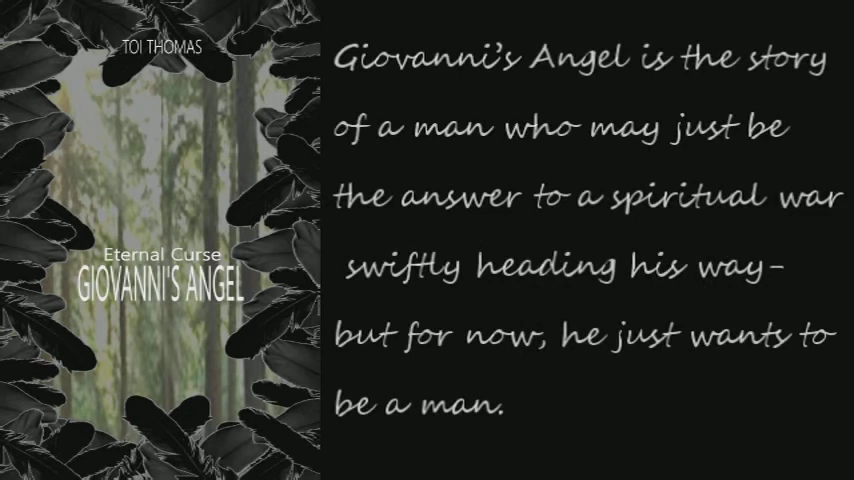 TOI THOMAS
Eternal Curse
GIOVANNI'S ANGEL
Giovanni's Angel is the story
of a man who may just be
the answer to a spiritual war
swiftly heading his way-
but for now, he just wants to
be a man.